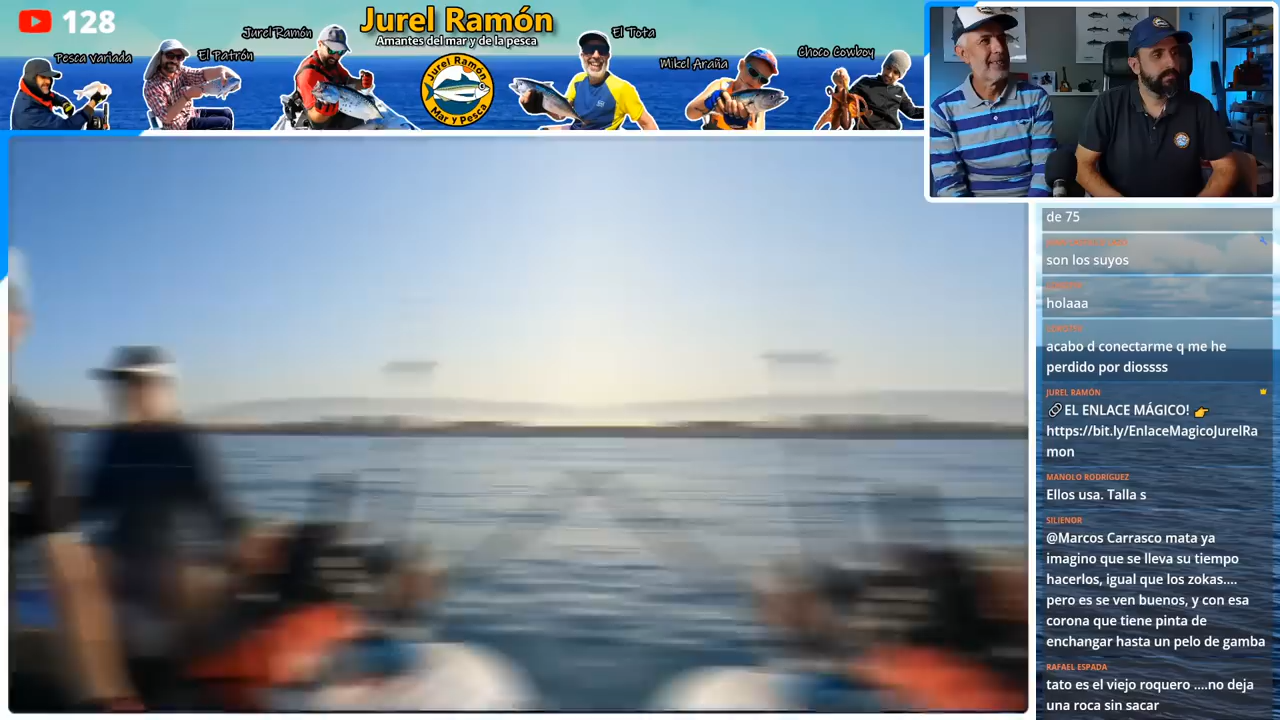 128
Jurel Ramón
Amantes del mar y de la pesca
Pesca variada
El Patrón
Jurel Ramón
El Tota
Mikel Araña
Choco Cowboy
Jurel Ramón
Mar y Pesca
de 75
son los suyos
holaaa
acabo d conectarme q me he
perdido por diossss
JUREL RAMÓN
🔗EL ENLACE MÁGICO! 👉
https://bit.ly/EnlaceMagicoJurelRa
mon
MANOLO RODRÍGUEZ
Ellos usa. Talla s
SILIENOR
@Marcos Carrasco mata ya
imagino que se lleva su tiempo
hacerlos, igual que los zokas....
pero es se ven buenos, y con esa
corona que tiene pinta de
enchangar hasta un pelo de gamba
RAFAEL ESPADA
tato es el viejo roquero ....no deja
una roca sin sacar